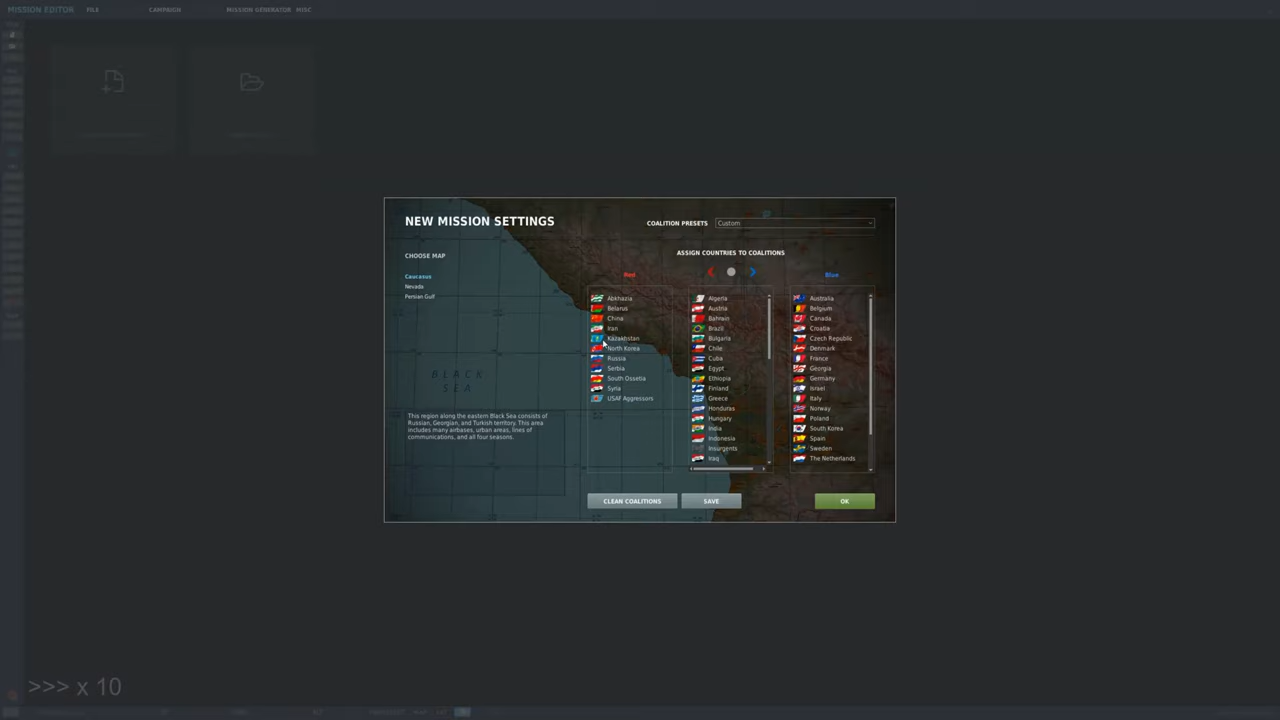 MISSION EDITOR FILE CAMPAIGN MISSION GENERATOR MISC
NEW MISSION SETTINGS
COALITION PRESETS Custom
CHOOSE MAP
ASSIGN COUNTRIES TO COALITIONS
Caucasus
Nevada
Persian Gulf
Red
Blue
Abkhazia
Belarus
China
Iran
Kazakhstan
North Korea
Russia
Serbia
South Ossetia
Syria
USAF Aggressors
Algeria
Austria
Bahrain
Brazil
Bulgaria
Chile
Cuba
Egypt
Ethiopia
Finland
Greece
Honduras
Hungary
India
Indonesia
Insurgents
Iraq
Australia
Belgium
Canada
Croatia
Czech Republic
Denmark
France
Georgia
Germany
Israel
Italy
Norway
Poland
South Korea
Spain
Sweden
The Netherlands
BLACK
SEA
This region along the eastern Black Sea consists of
Russian, Georgian, and Turkish territory. This area
includes many airbases, urban areas, lines of
communications, and all four seasons.
CLEAN COALITIONS SAVE OK
>>> x 10